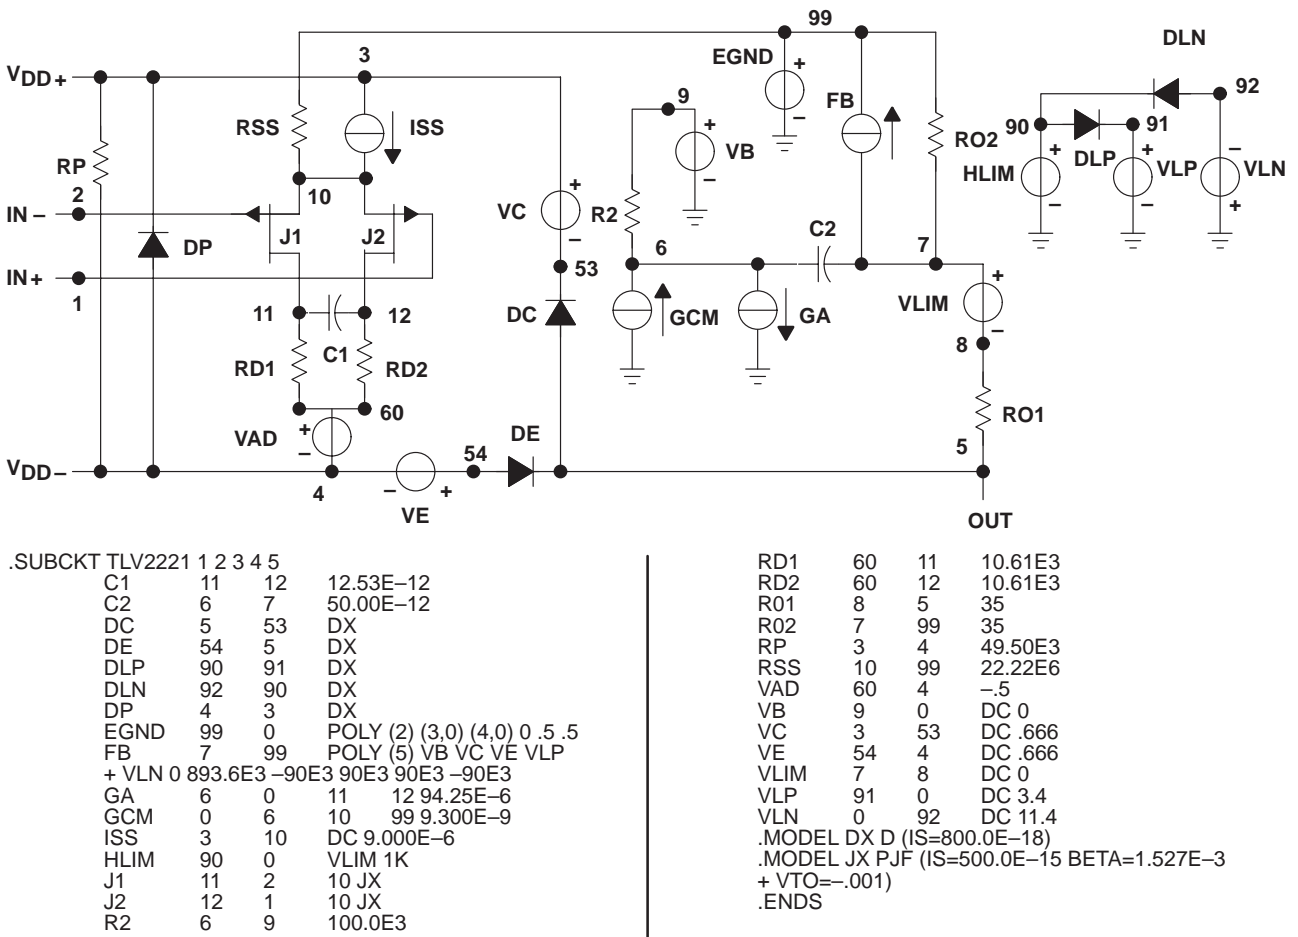 99
DLN
EGND
+
–
3
VDD+
9
FB
92
RSS
ISS
+
VB
–
RO2
90
91
RP
+
HLIM
–
DLP
+
VLP
–
–
VLN
+
10
2
IN –
VC
+
–
R2
C2
J1
J2
DP
6
7
IN+
1
53
+
VLIM
–
11
12
DC
GCM
GA
C1
8
RD1
RD2
60
RO1
VAD
+
–
DE
54
5
VDD–
4
–
+
VE
OUT
.SUBCKT TLV2221 1 2 3 4 5
C1 11 12 12.53E–12
C2 6 7 50.00E–12
DC 5 53 DX
DE 54 5 DX
DLP 90 91 DX
DLN 92 90 DX
DP 4 3 DX
EGND 99 0 POLY (2) (3,0) (4,0) 0 .5 .5
FB 7 99 POLY (5) VB VC VE VLP
+ VLN 0 893.6E3 –90E3 90E3 90E3 –90E3
GA 6 0 11 12 94.25E–6
GCM 0 6 10 99 9.300E–9
ISS 3 10 DC 9.000E–6
HLIM 90 0 VLIM 1K
J1 11 2 10 JX
J2 12 1 10 JX
R2 6 9 100.0E3
RD1 60 11 10.61E3
RD2 60 12 10.61E3
R01 8 5 35
R02 7 99 35
RP 3 4 49.50E3
RSS 10 99 22.22E6
VAD 60 4 –.5
VB 9 0 DC 0
VC 3 53 DC .666
VE 54 4 DC .666
VLIM 7 8 DC 0
VLP 91 0 DC 3.4
VLN 0 92 DC 11.4
.MODEL DX D (IS=800.0E–18)
.MODEL JX PJF (IS=500.0E–15 BETA=1.527E–3
+ VTO=–.001)
.ENDS